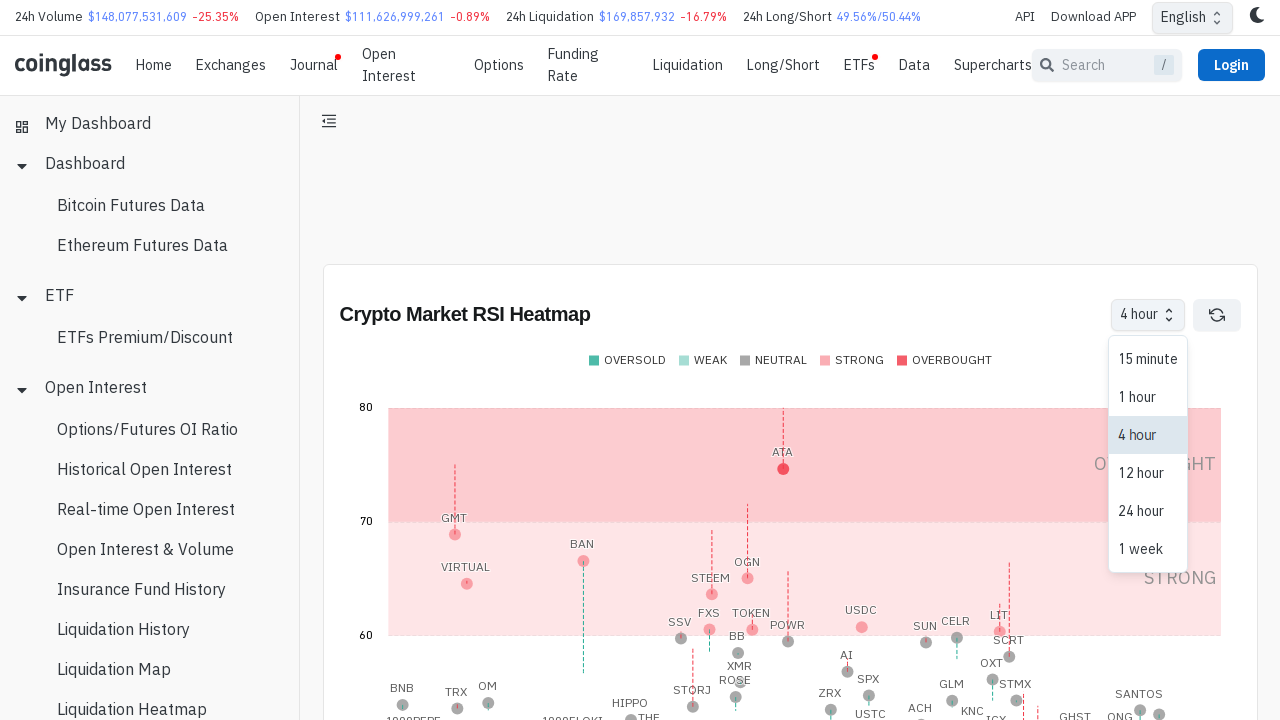 24h Volume $148,077,531,609 -25.35% Open Interest $111,626,999,261 -0.89% 24h Liquidation $169,857,932 -16.79% 24h Long/Short 49.56%/50.44% API Download APP English
coinglass Home Exchanges Journal Open Interest Options Funding Rate Liquidation Long/Short ETFs Data Supercharts Search / Login
My Dashboard
Dashboard
Bitcoin Futures Data
Ethereum Futures Data
ETF
ETFs Premium/Discount
Open Interest
Options/Futures OI Ratio
Historical Open Interest
Real-time Open Interest
Open Interest & Volume
Insurance Fund History
Liquidation History
Liquidation Map
Liquidation Heatmap
Crypto Market RSI Heatmap 4 hour
15 minute
1 hour
4 hour
12 hour
24 hour
1 week
OVERSOLD WEAK NEUTRAL STRONG OVERBOUGHT
80
ATA
70
GMT
BAN
VIRTUAL
OGN
STEEM
STRONG
USDC
FXS TOKEN
LIT
SSV
POWR
SUN CELR
60
BB
SCRT
AI
XMR
OXT
ROSE
SPX
GLM STMX
BNB
TRX OM
STORJ
ZRX
SANTOS
HIPPO
ACH
KNC
USTC
THE
GHST ONG
1000PEPE
1000FLOKI
ICX